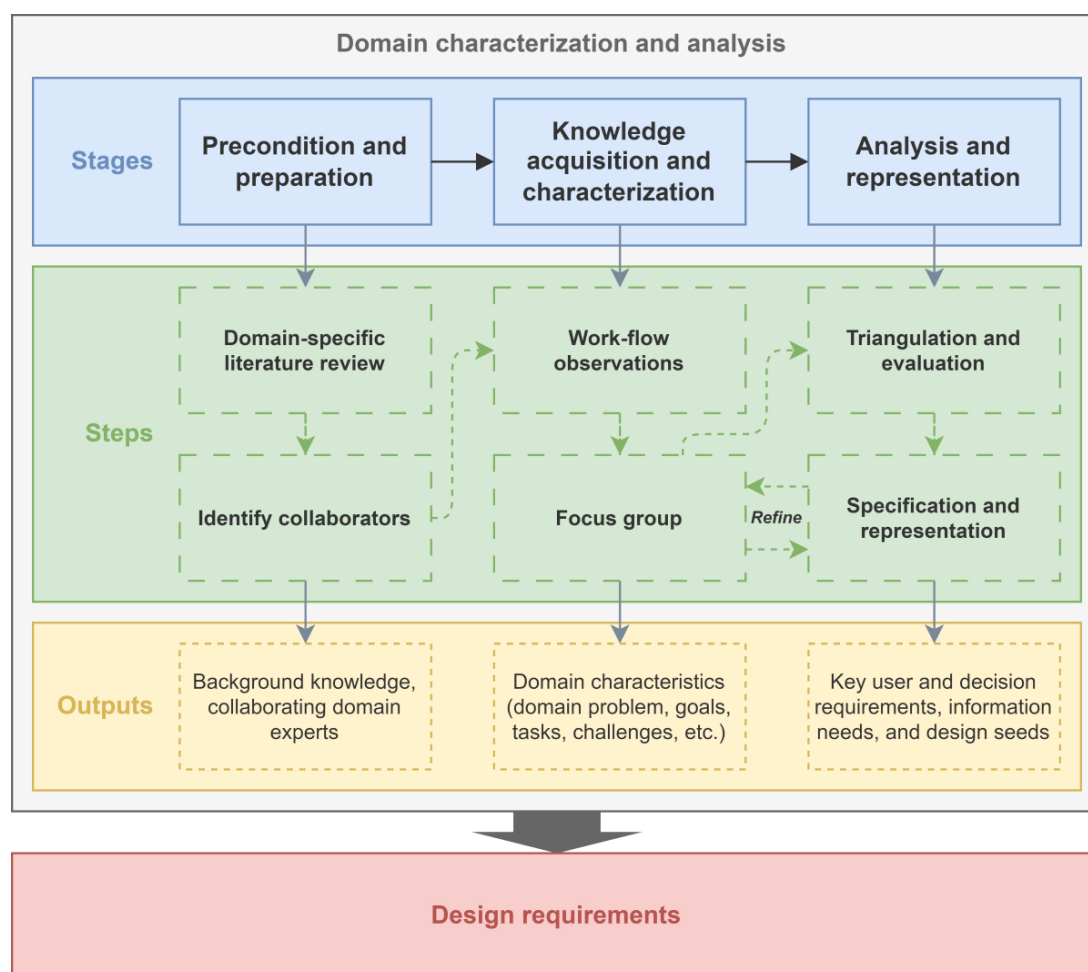 Domain characterization and analysis
Stages
Precondition and
preparation
Knowledge
acquisition and
characterization
Analysis and
representation
Steps
Domain-specific
literature review
Work-flow
observations
Triangulation and
evaluation
Identify collaborators
Focus group
Refine
Specification and
representation
Outputs
Background knowledge,
collaborating domain
experts
Domain characteristics
(domain problem, goals,
tasks, challenges, etc.)
Key user and decision
requirements, information
needs, and design seeds
Design requirements